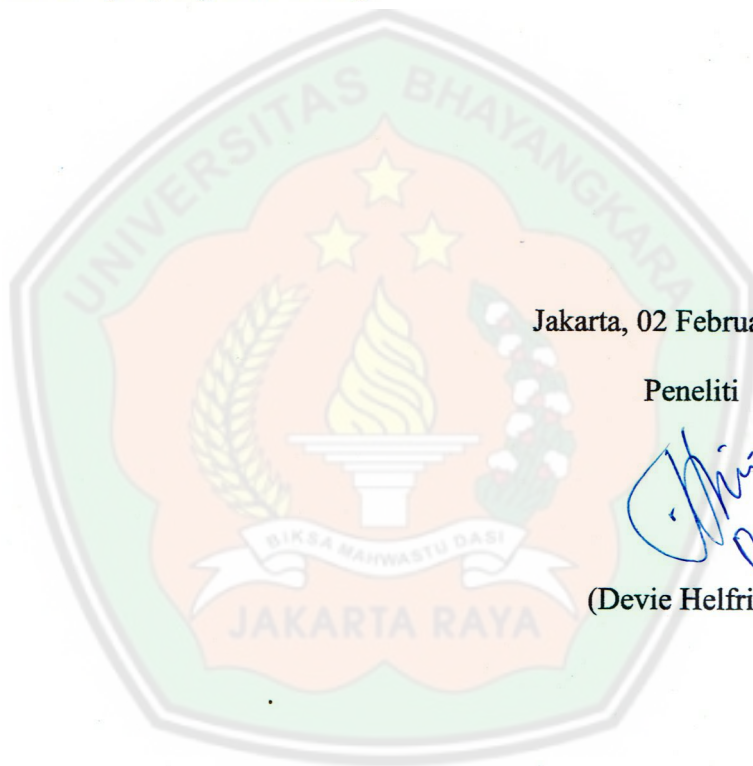 UNIVERSITAS BHAYANGKARA
Jakarta, 02 Februa
Peneliti
BIKSA MAHWASTU DASI
(Devie Helfri
JAKARTA RAYA